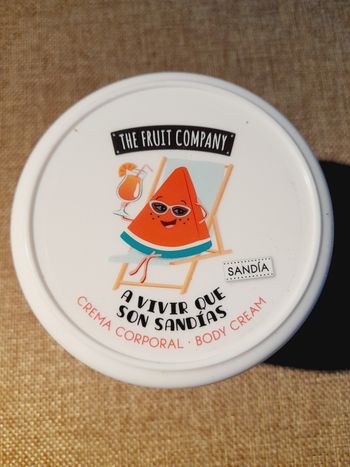 THE FRUIT COMPANY
SANDÍA
A VIVIR QUE
SON SANDÍAS
CREMA CORPORAL · BODY CREAM